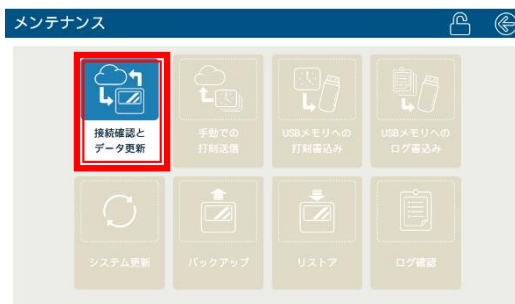 メンテナンス
接続確認と
データ更新
手動での
打刻送信
USBメモリへの
打刻書込み
USBメモリへの
ログ書込み
システム更新
バックアップ
リストア
ログ確認